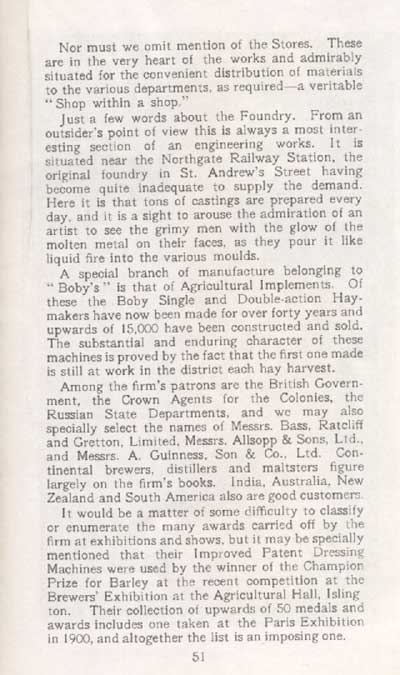 Nor must we omit mention of the Stores. These
are in the very heart of the works and admirably
situated for the convenient distribution of materials
to the various departments, as required—a veritable
“ Shop within a shop.”
Just a few words about the Foundry. From an
outsider's point of view this is always a most inter-
esting section of an engineering works. It is
situated near the Northgate Railway Station, the
original foundry in St. Andrew's Street having
become quite inadequate to supply the demand.
Here it is that tons of castings are prepared every
day, and it is a sight to arouse the admiration of an
artist to see the grimy men with the glow of the
molten metal on their faces, as they pour it like
liquid fire into the various moulds.
A special branch of manufacture belonging to
“ Boby's ” is that of Agricultural Implements. Of
these the Boby Single and Double-action Hay-
makers have now been made for over forty years and
upwards of 15,000 have been constructed and sold.
The substantial and enduring character of these
machines is proved by the fact that the first one made
is still at work in the district each hay harvest.
Among the firm's patrons are the British Govern-
ment, the Crown Agents for the Colonies, the
Russian State Departments, and we may also
specially select the names of Messrs. Bass, Ratcliff
and Gretton, Limited, Messrs. Allsopp & Sons, Ltd.,
and Messrs. A. Guinness, Son & Co., Ltd. Con-
tinental brewers, distillers and maltsters figure
largely on the firm's books. India, Australia, New
Zealand and South America also are good customers.
It would be a matter of some difficulty to classify
or enumerate the many awards carried off by the
firm at exhibitions and shows, but it may be specially
mentioned that their Improved Patent Dressing
Machines were used by the winner of the Champion
Prize for Barley at the recent competition at the
Brewers' Exhibition at the Agricultural Hall, Isling
ton. Their collection of upwards of 50 medals and
awards includes one taken at the Paris Exhibition
in 1900, and altogether the list is an imposing one.
51